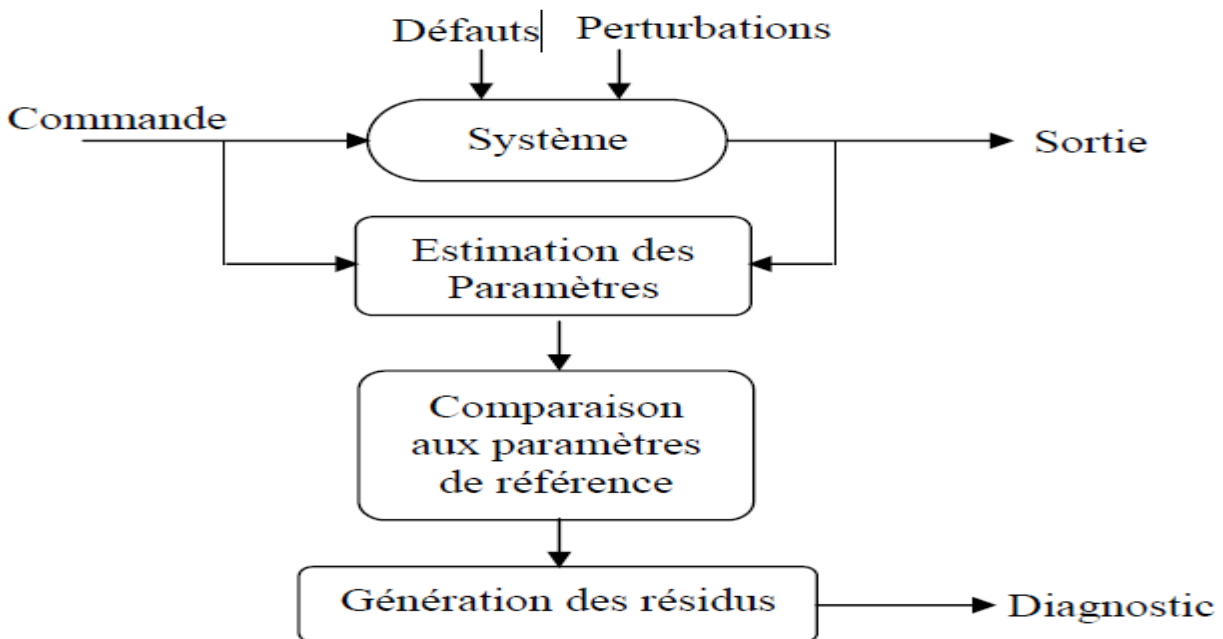 Défauts Perturbations
Commande
Système
Sortie
Estimation des
Paramètres
Comparaison
aux paramètres
de référence
Génération des résidus
Diagnostic